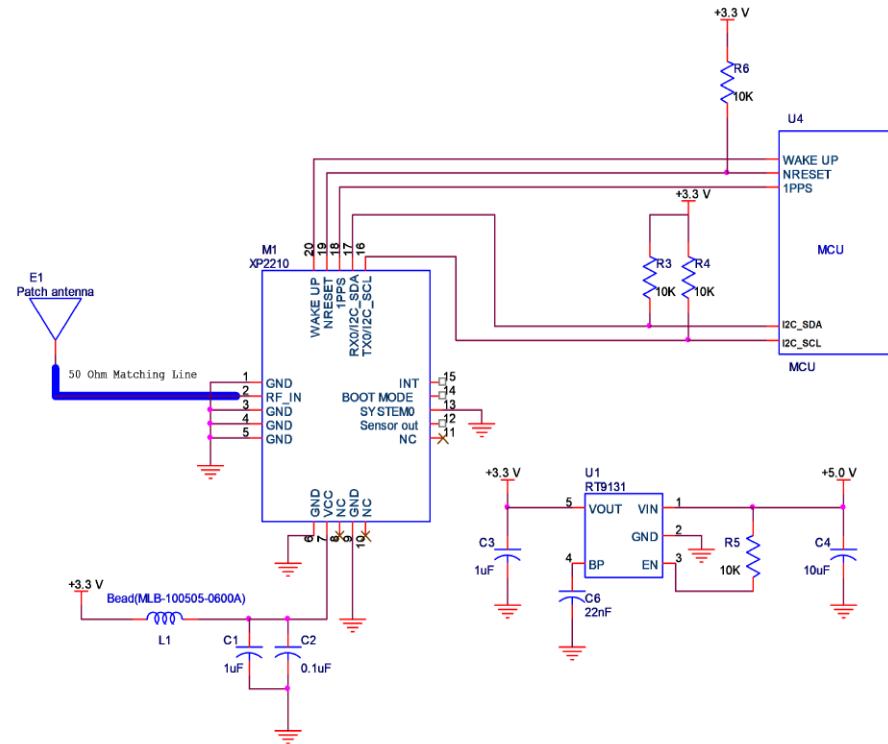 +3.3 V
R6
10K
U4
WAKE UP
NRESET
1PPS
MCU
I2C_SDA
I2C_SCL
MCU
+3.3 V
R3
10K
R4
10K
M1
XP2210
20
19
18
17
16
WAKE UP
NRESET
1PPS
RX0/I2C_SDA
TX0/I2C_SCL
E1
Patch antenna
50 Ohm Matching Line
1
GND
2
RF_IN
3
GND
4
GND
5
GND
INT
15
BOOT MODE
14
SYSTEM0
13
Sensor out
12
NC
11
GND
VCC
NC
GND
NC
6
7
8
9
10
+3.3 V
Bead(MLB-100505-0600A)
L1
C1
1uF
C2
0.1uF
+3.3 V
U1
RT9131
+5.0 V
5
VOUT
VIN
1
GND
2
4
BP
EN
3
C3
1uF
C6
22nF
R5
10K
C4
10uF